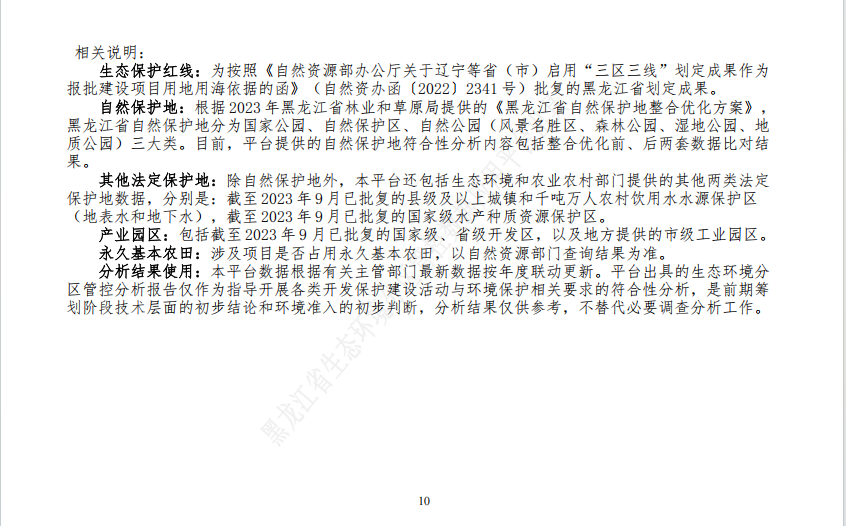 相关说明：
生态保护红线：为按照《自然资源部办公厅关于辽宁等省（市）启用“三区三线”划定成果作为
报批建设项目用地用海依据的函》（自然资办函〔2022〕2341号）批复的黑龙江省划定成果。
自然保护地：根据2023年黑龙江省林业和草原局提供的《黑龙江省自然保护地整合优化方案》，
黑龙江省自然保护地分为国家公园、自然保护区、自然公园（风景名胜区、森林公园、湿地公园、地
质公园）三大类。目前，平台提供的自然保护地符合性分析内容包括整合优化前、后两套数据比对结
果。
其他法定保护地：除自然保护地外，本平台还包括生态环境和农业农村部门提供的其他两类法定
保护地数据，分别是：截至2023年9月已批复的县级及以上城镇和千吨万人农村饮用水水源保护区
（地表水和地下水），截至2023年9月已批复的国家级水产种质资源保护区。
产业园区：包括截至2023年9月已批复的国家级、省级开发区，以及地方提供的市级工业园区。
永久基本农田：涉及项目是否占用永久基本农田，以自然资源部门查询结果为准。
分析结果使用：本平台数据根据有关主管部门最新数据按年度联动更新。平台出具的生态环境分
区管控分析报告仅作为指导开展各类开发保护建设活动与环境保护相关要求的符合性分析，是前期筹
划阶段技术层面的初步结论和环境准入的初步判断，分析结果仅供参考，不替代必要调查分析工作。
黑龙江省生态环境
10